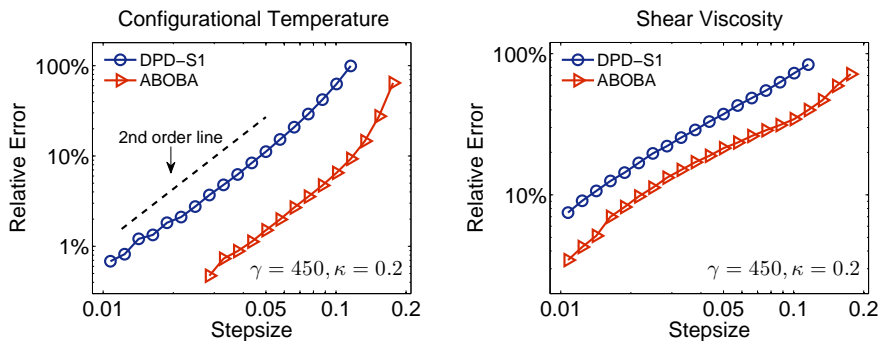 Configurational Temperature
Relative Error
100%
10%
1%
DPD-S1
ABOBA
2nd order line
γ = 450, κ = 0.2
0.01
0.05
0.1
0.2
Stepsize
Shear Viscosity
Relative Error
100%
10%
DPD-S1
ABOBA
γ = 450, κ = 0.2
0.01
0.05
0.1
0.2
Stepsize